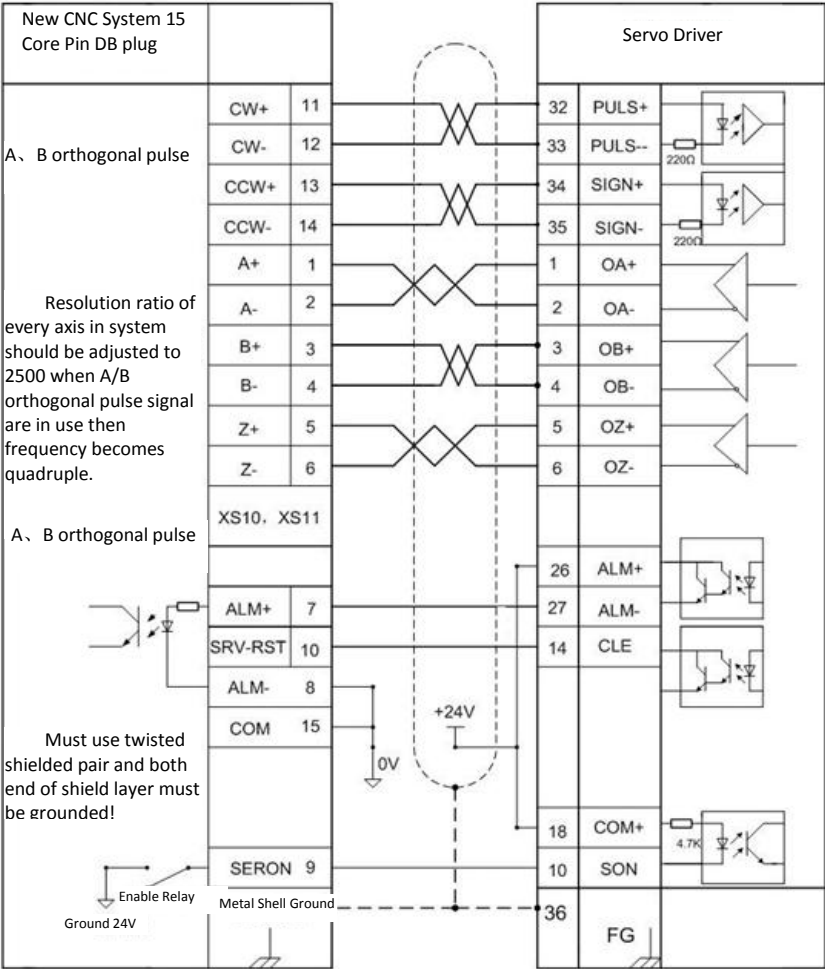 New CNC System 15
Core Pin DB plug
Servo Driver
CW+ 11 32 PULS+
A、B orthogonal pulse
CW- 12 33 PULS--
220Ω
CCW+ 13 34 SIGN+
CCW- 14 35 SIGN-
220Ω
A+ 1 1 OA+
A- 2 2 OA-
B+ 3 3 OB+
B- 4 4 OB-
Z+ 5 5 OZ+
Z- 6 6 OZ-
Resolution ratio of
every axis in system
should be adjusted to
2500 when A/B
orthogonal pulse signal
are in use then
frequency becomes
quadruple.
XS10, XS11
A、B orthogonal pulse
26 ALM+
ALM+ 7 27 ALM-
SRV-RST 10 14 CLE
ALM- 8
COM 15
+24V
0V
Must use twisted
shielded pair and both
end of shield layer must
be grounded!
18 COM+
4.7K
SERON 9 10 SON
Enable Relay
Metal Shell Ground
36
Ground 24V
FG